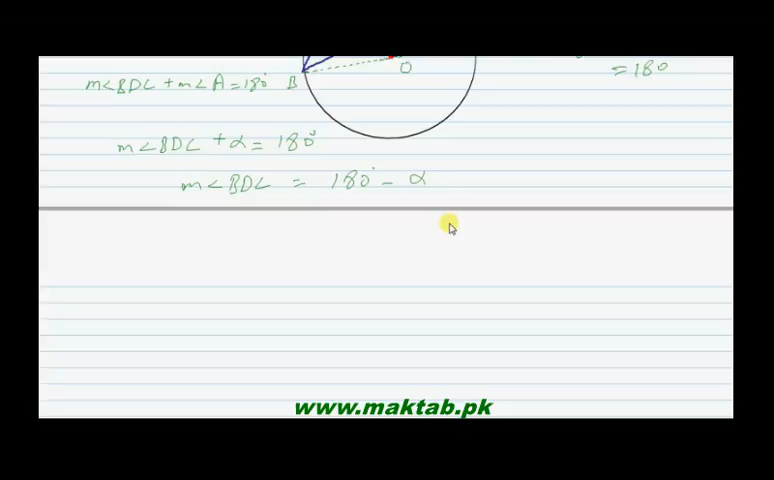 = 180
m∠BDC + m∠A = 180° B
O
m∠BDC + α = 180°
m∠BDC = 180° - α
www.maktab.pk